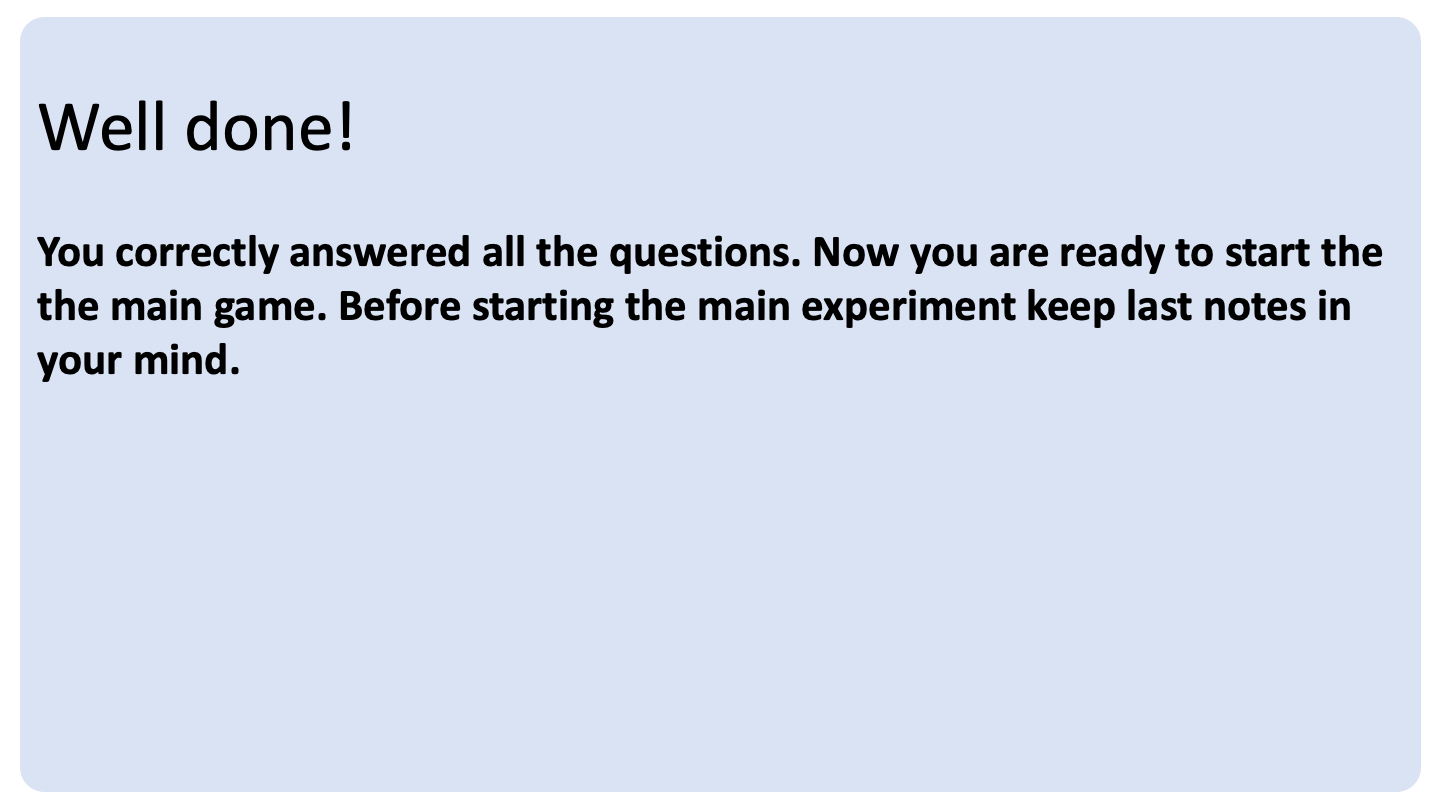 Well done!
You correctly answered all the questions. Now you are ready to start the
the main game. Before starting the main experiment keep last notes in
your mind.